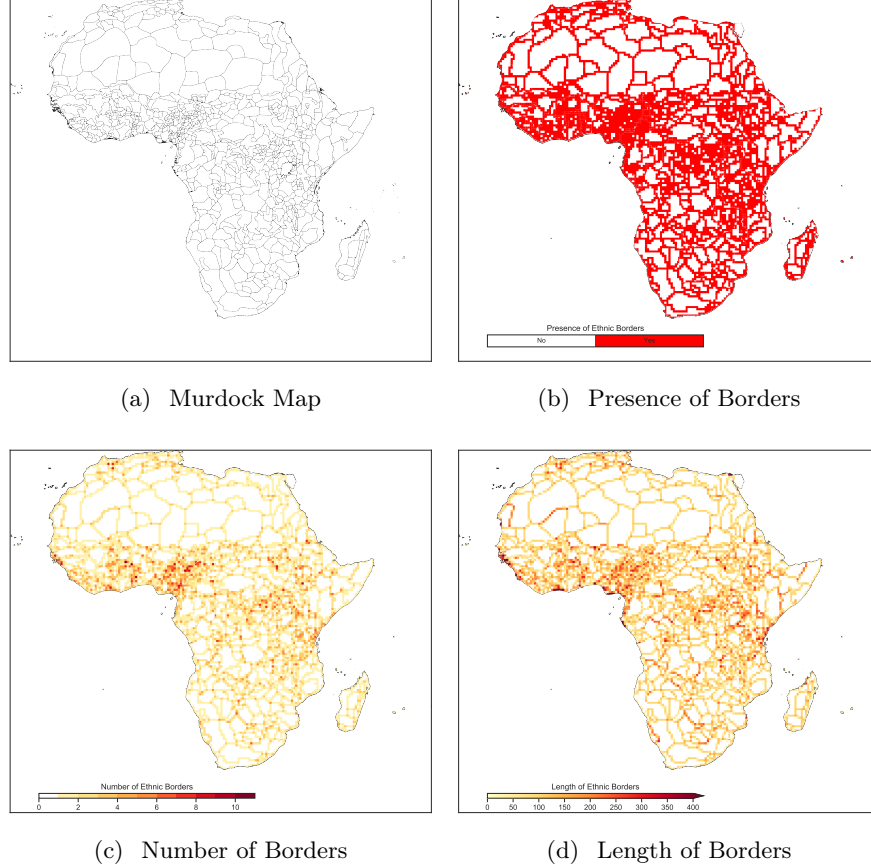 Presence of Ethnic Borders
No Yes
(a) Murdock Map
(b) Presence of Borders
Number of Ethnic Borders
0 2 4 6 8 10
Length of Ethnic Borders
0 50 100 150 200 250 300 350 400
(c) Number of Borders
(d) Length of Borders